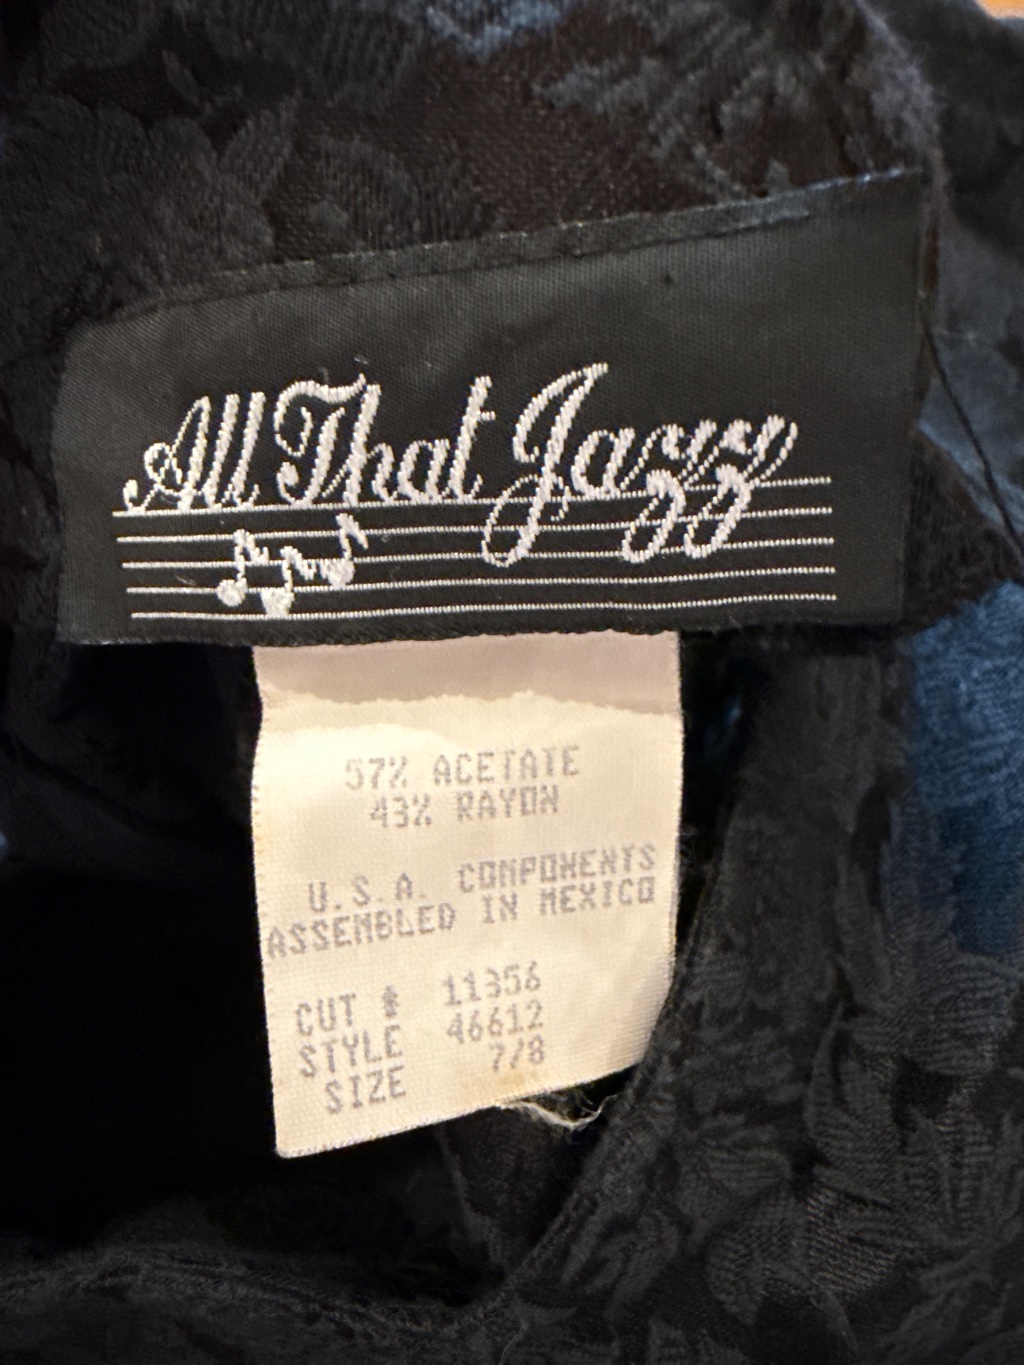 All That Jazz
57% ACETATE
43% RAYON
U.S.A. COMPONENTS
ASSEMBLED IN MEXICO
CUT # 11356
STYLE 46612
SIZE 7/8